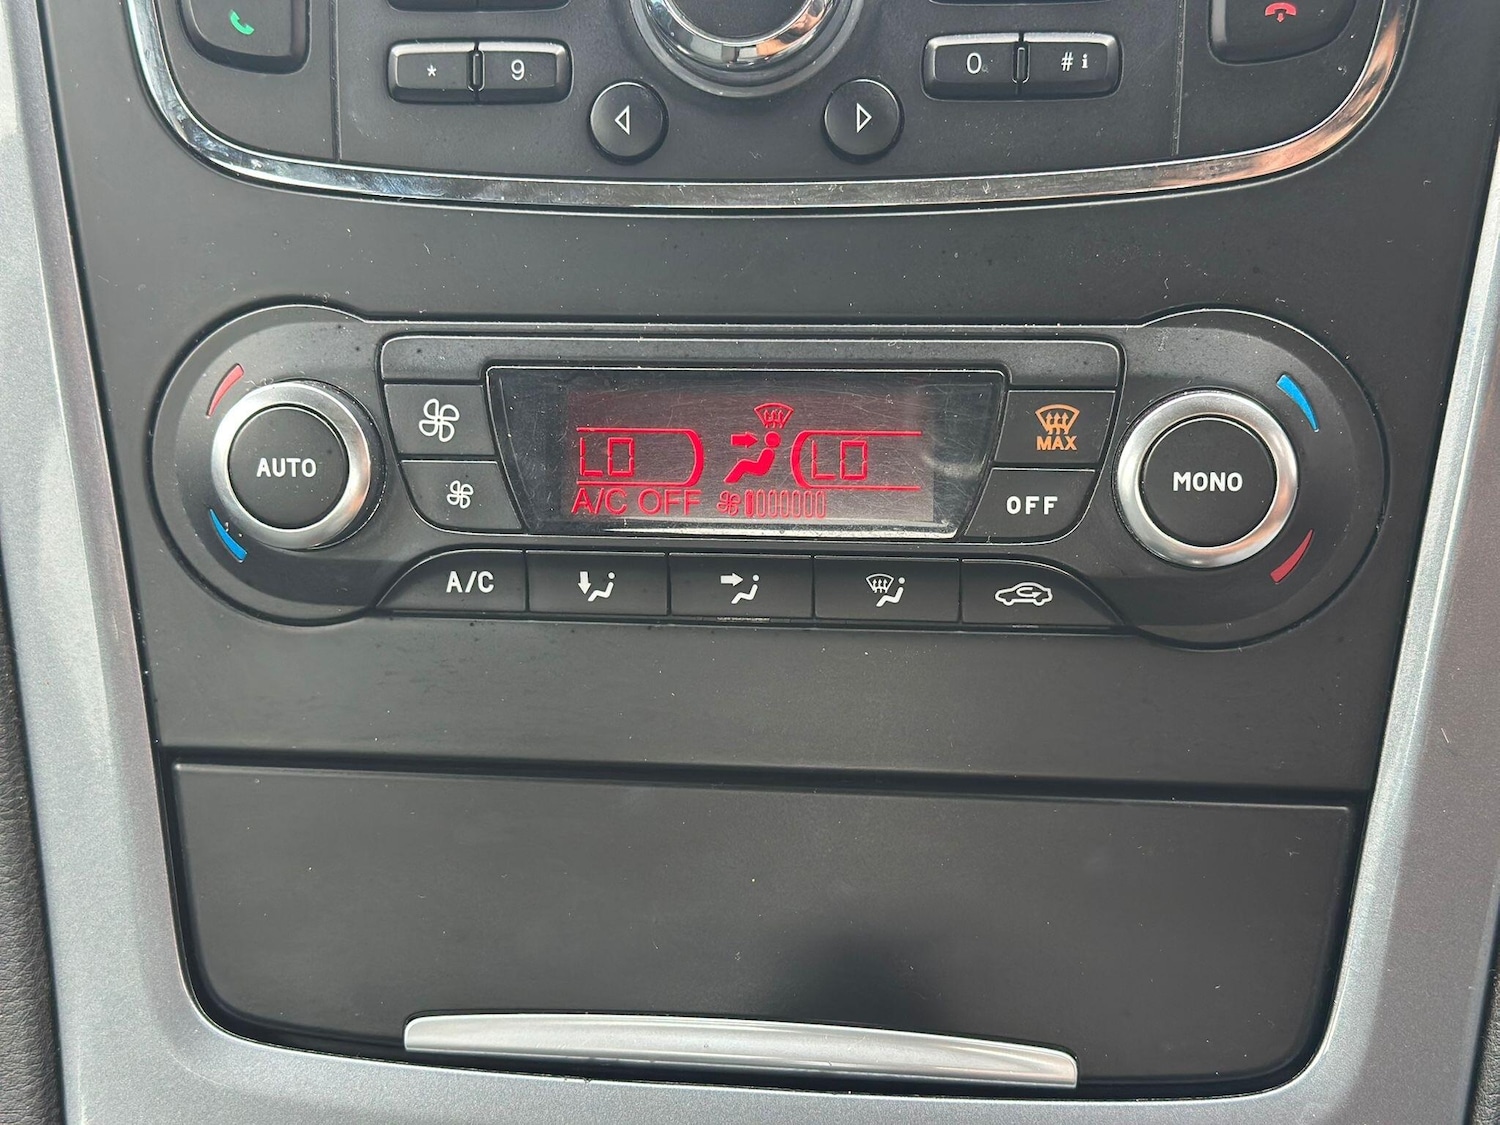 * 9 0 # i
AUTO
LO
LO
A/C OFF
MAX
OFF
MONO
A/C